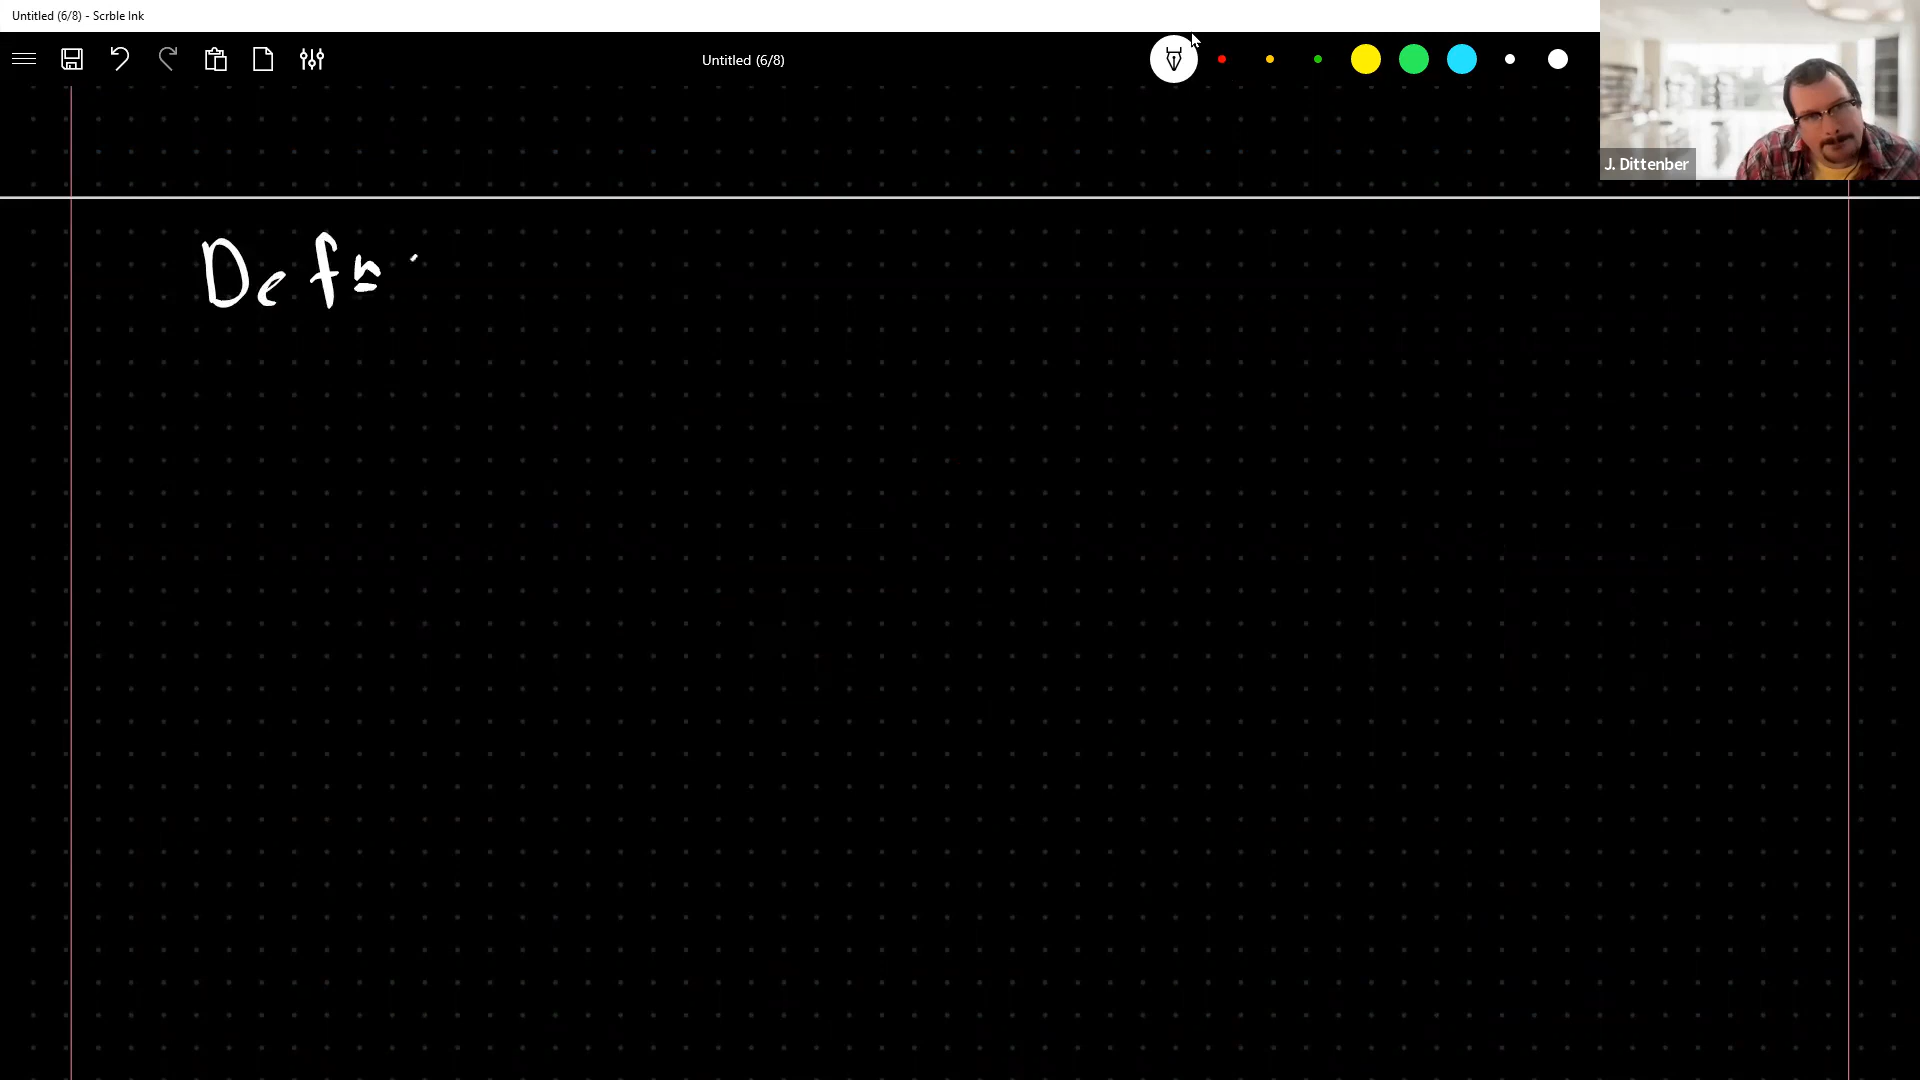 Untitled (6/8) - Scrble Ink
Untitled (6/8)
J. Dittenber
Defn